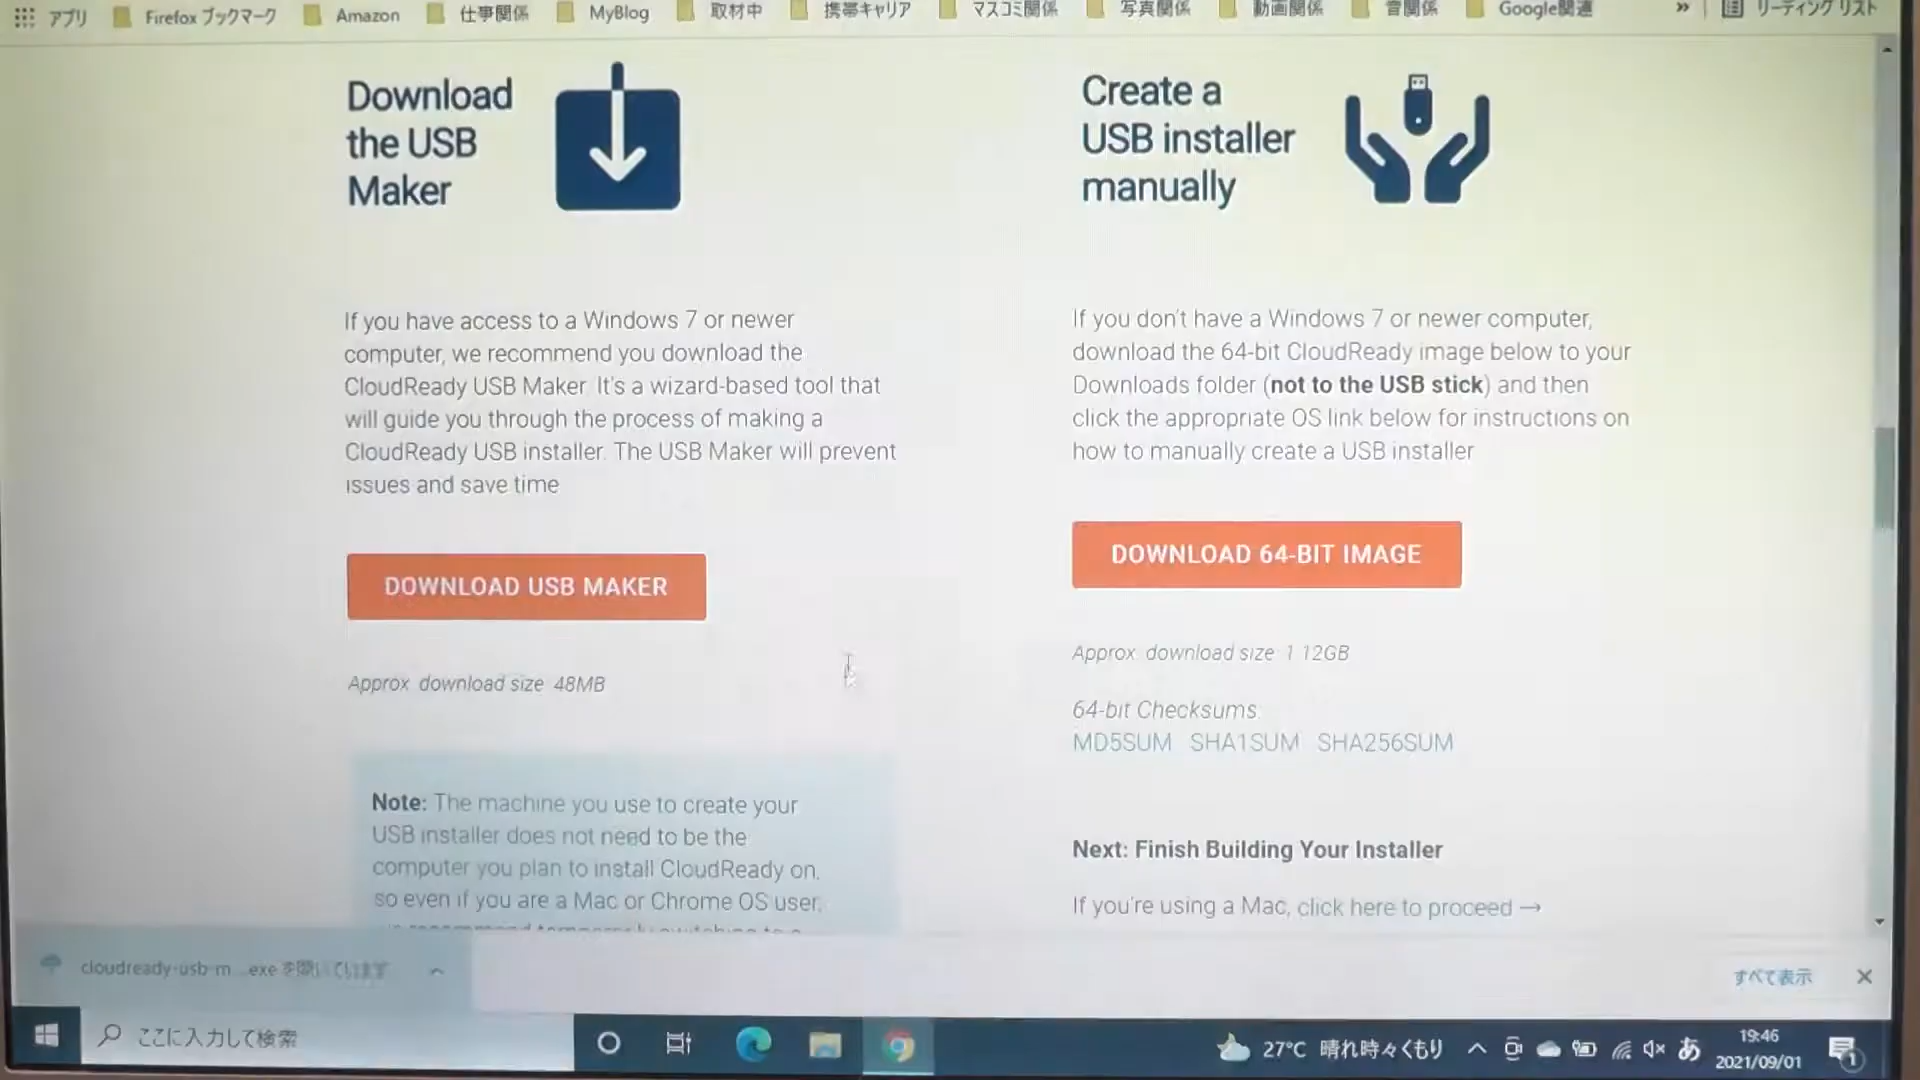 アプリ Firefox ブックマーク Amazon 仕事関係 MyBlog 取材中 携帯キャリア マスコミ関係 写真関係 動画関係 音関係 Google関連 » リーディング リスト
Download
the USB
Maker
If you have access to a Windows 7 or newer
computer, we recommend you download the
CloudReady USB Maker. It's a wizard-based tool that
will guide you through the process of making a
CloudReady USB installer. The USB Maker will prevent
issues and save time
DOWNLOAD USB MAKER
Approx download size 48MB
Note: The machine you use to create your
USB installer does not need to be the
computer you plan to install CloudReady on,
so even if you are a Mac or Chrome OS user,
Create a
USB installer
manually
If you don't have a Windows 7 or newer computer,
download the 64-bit CloudReady image below to your
Downloads folder (not to the USB stick) and then
click the appropriate OS link below for instructions on
how to manually create a USB installer
DOWNLOAD 64-BIT IMAGE
Approx. download size 1 12GB
64-bit Checksums:
MD5SUM SHA1SUM SHA256SUM
Next: Finish Building Your Installer
If you're using a Mac, click here to proceed →
cloudready-usb-m...exe を開いています
すべて表示
ここに入力して検索
27°C 晴れ時々くもり あ 19:46
2021/09/01
1